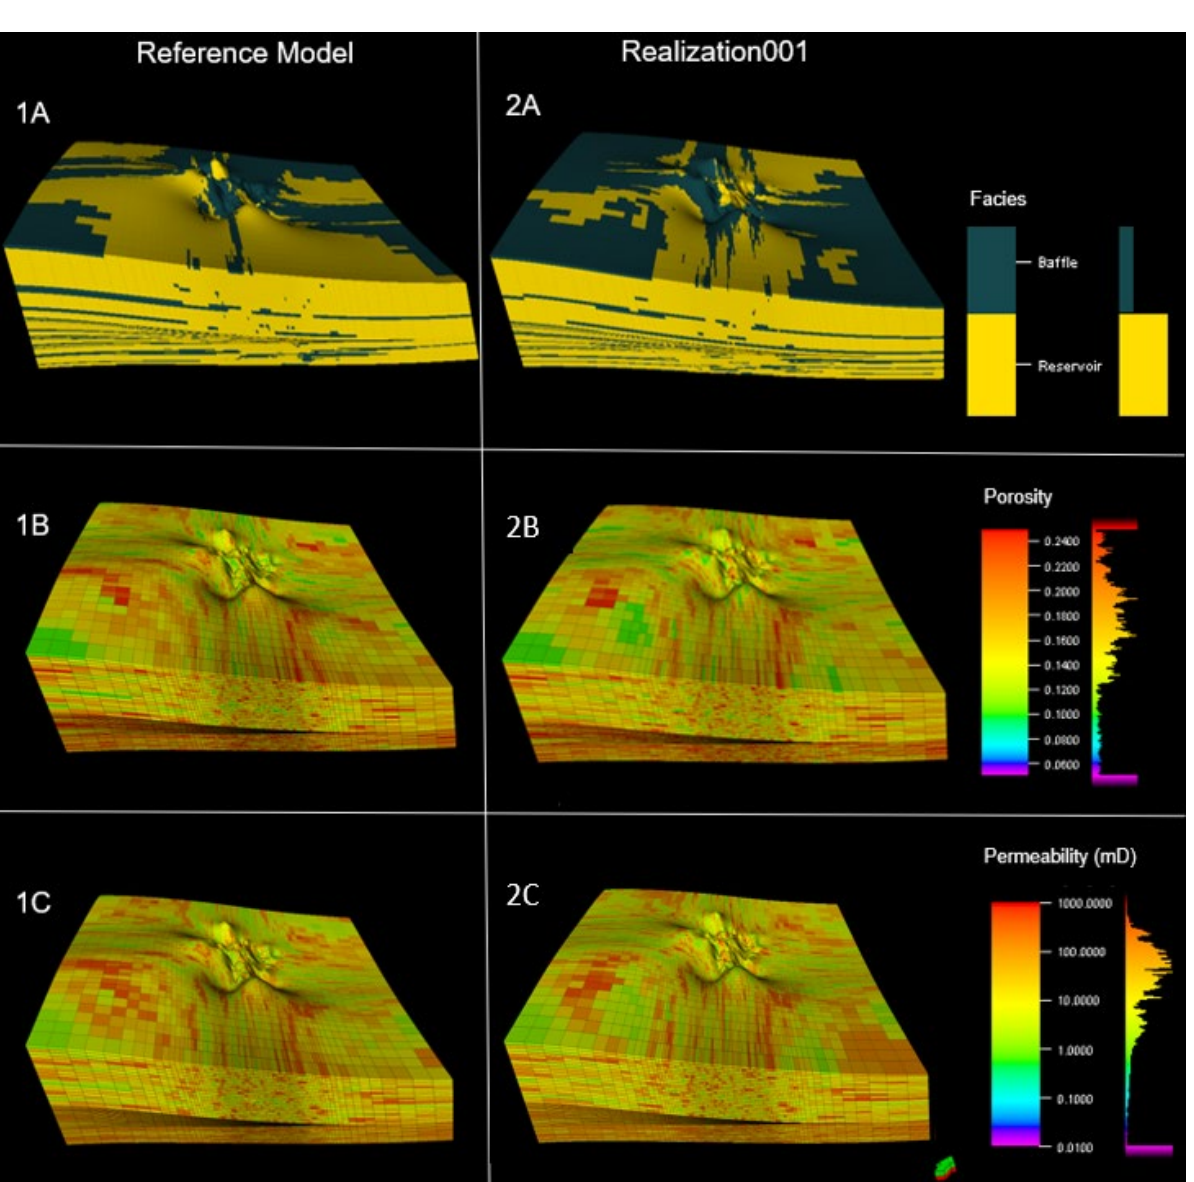 Reference Model
Realization001
1A
2A
Facies
Baffle
Reservoir
1B
2B
Porosity
0.2400
0.2200
0.2000
0.1800
0.1600
0.1400
0.1200
0.1000
0.0800
0.0600
1C
2C
Permeability (mD)
1000.0000
100.0000
10.0000
1.0000
0.1000
0.0100